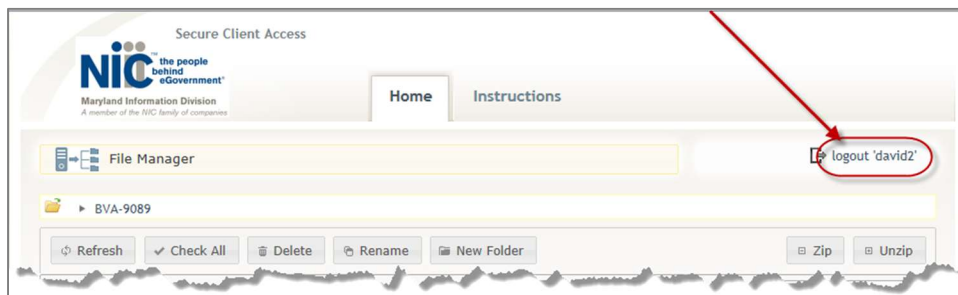 Secure Client Access
NIC™ the people
behind
eGovernment®
Maryland Information Division
A member of the NIC family of companies
Home
Instructions
File Manager
logout 'david2'
BVA-9089
Refresh
Check All
Delete
Rename
New Folder
Zip
Unzip